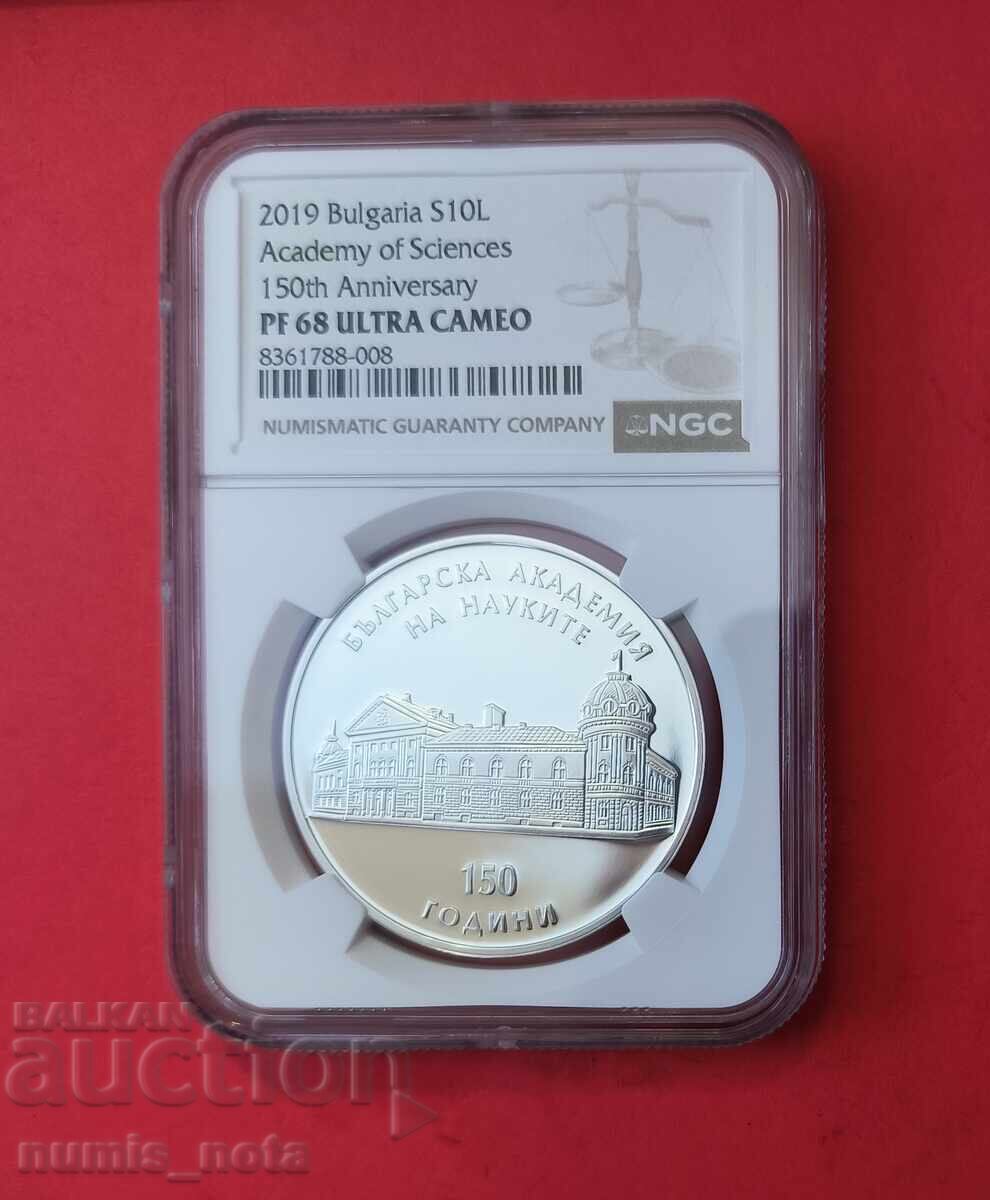 2019 Bulgaria S10L
Academy of Sciences
150th Anniversary
PF 68 ULTRA CAMEO
8361788-008
NUMISMATIC GUARANTY COMPANY NGC
БЪЛГАРСКА АКАДЕМИЯ
НА НАУКИТЕ
150
ГОДИНИ
BALKAN
auction
numis_nota